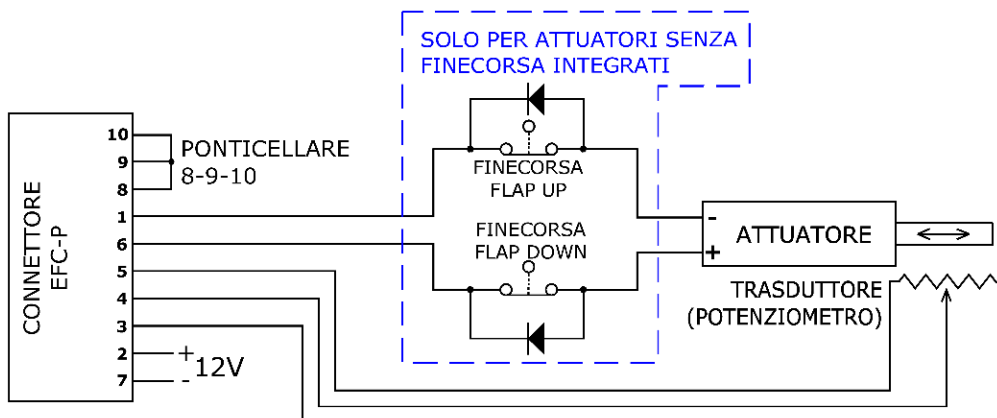 SOLO PER ATTUATORI SENZA
FINECORSA INTEGRATI
CONNETTORE
EFC-P
10
9
8
1
6
5
4
3
2
7
PONTICELLARE
8-9-10
+
-
12V
FINECORSA
FLAP UP
FINECORSA
FLAP DOWN
-
+
ATTUATORE
TRASDUTTORE
(POTENZIOMETRO)